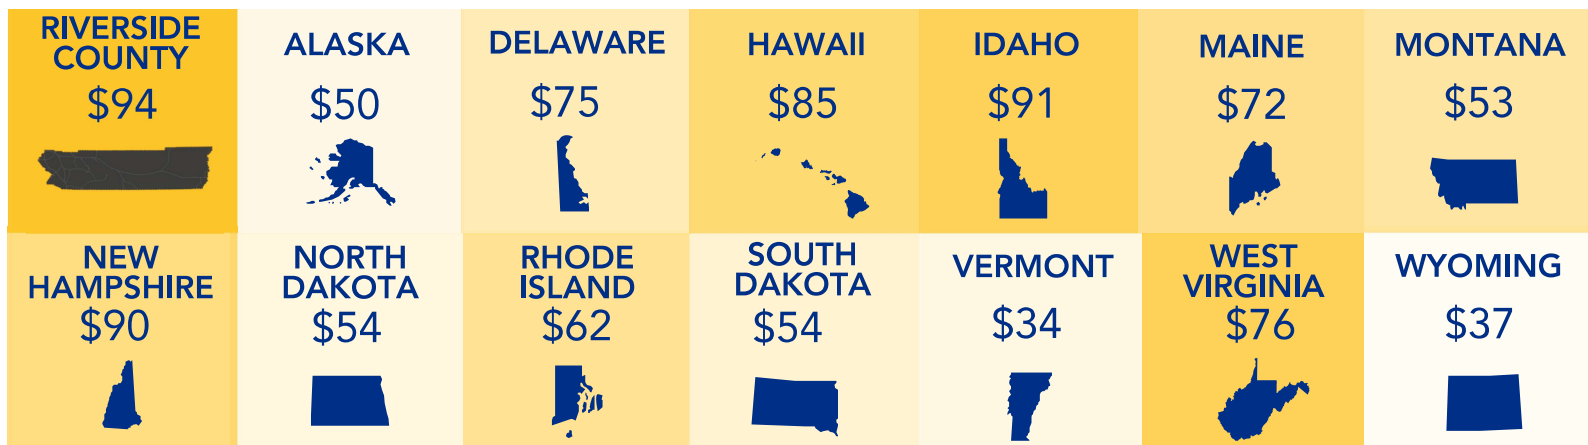 RIVERSIDE
COUNTY
$94
ALASKA
$50
DELAWARE
$75
HAWAII
$85
IDAHO
$91
MAINE
$72
MONTANA
$53
NEW
HAMPSHIRE
$90
NORTH
DAKOTA
$54
RHODE
ISLAND
$62
SOUTH
DAKOTA
$54
VERMONT
$34
WEST
VIRGINIA
$76
WYOMING
$37